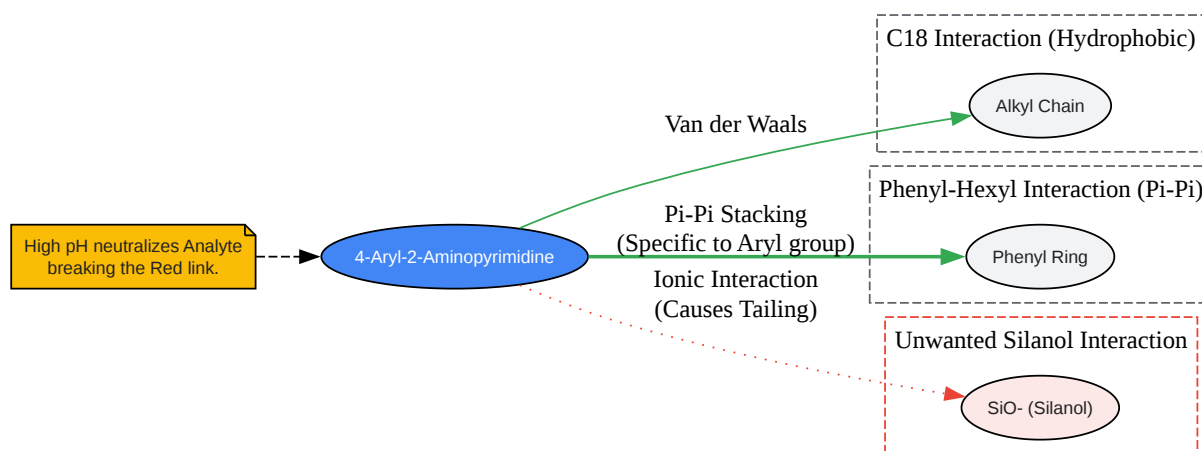 C18 Interaction (Hydrophobic)
Alkyl Chain
Van der Waals
Phenyl-Hexyl Interaction (Pi-Pi)
Pi-Pi Stacking
(Specific to Aryl group)
High pH neutralizes Analyte
breaking the Red link.
4-Aryl-2-Aminopyrimidine
Phenyl Ring
Ionic Interaction
(Causes Tailing)
Unwanted Silanol Interaction
SiO- (Silanol)